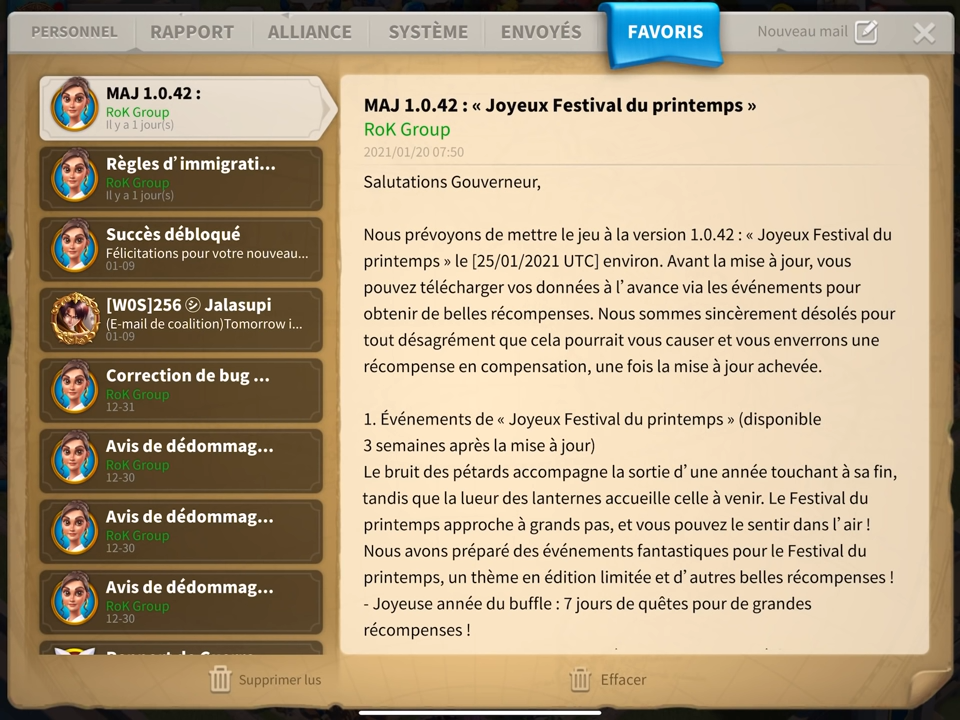 PERSONNEL
RAPPORT
ALLIANCE
SYSTÈME
ENVOYÉS
FAVORIS
Nouveau mail
MAJ 1.0.42 :
RoK Group
Il y a 1 jour(s)
Règles d'immigrati...
RoK Group
Il y a 1 jour(s)
Succès débloqué
Félicitations pour votre nouveau...
01-09
[W0S]256 ㋛ Jalasupi
(E-mail de coalition)Tomorrow i...
01-09
Correction de bug ...
RoK Group
12-31
Avis de dédommag...
RoK Group
12-30
Avis de dédommag...
RoK Group
12-30
Avis de dédommag...
RoK Group
12-30
MAJ 1.0.42 : « Joyeux Festival du printemps »
RoK Group
2021/01/20 07:50
Salutations Gouverneur,
Nous prévoyons de mettre le jeu à la version 1.0.42 : « Joyeux Festival du
printemps » le [25/01/2021 UTC] environ. Avant la mise à jour, vous
pouvez télécharger vos données à l'avance via les événements pour
obtenir de belles récompenses. Nous sommes sincèrement désolés pour
tout désagrément que cela pourrait vous causer et vous enverrons une
récompense en compensation, une fois la mise à jour achevée.
1. Événements de « Joyeux Festival du printemps » (disponible
3 semaines après la mise à jour)
Le bruit des pétards accompagne la sortie d'une année touchant à sa fin,
tandis que la lueur des lanternes accueille celle à venir. Le Festival du
printemps approche à grands pas, et vous pouvez le sentir dans l'air !
Nous avons préparé des événements fantastiques pour le Festival du
printemps, un thème en édition limitée et d'autres belles récompenses !
- Joyeuse année du buffle : 7 jours de quêtes pour de grandes
récompenses !
Supprimer lus
Effacer